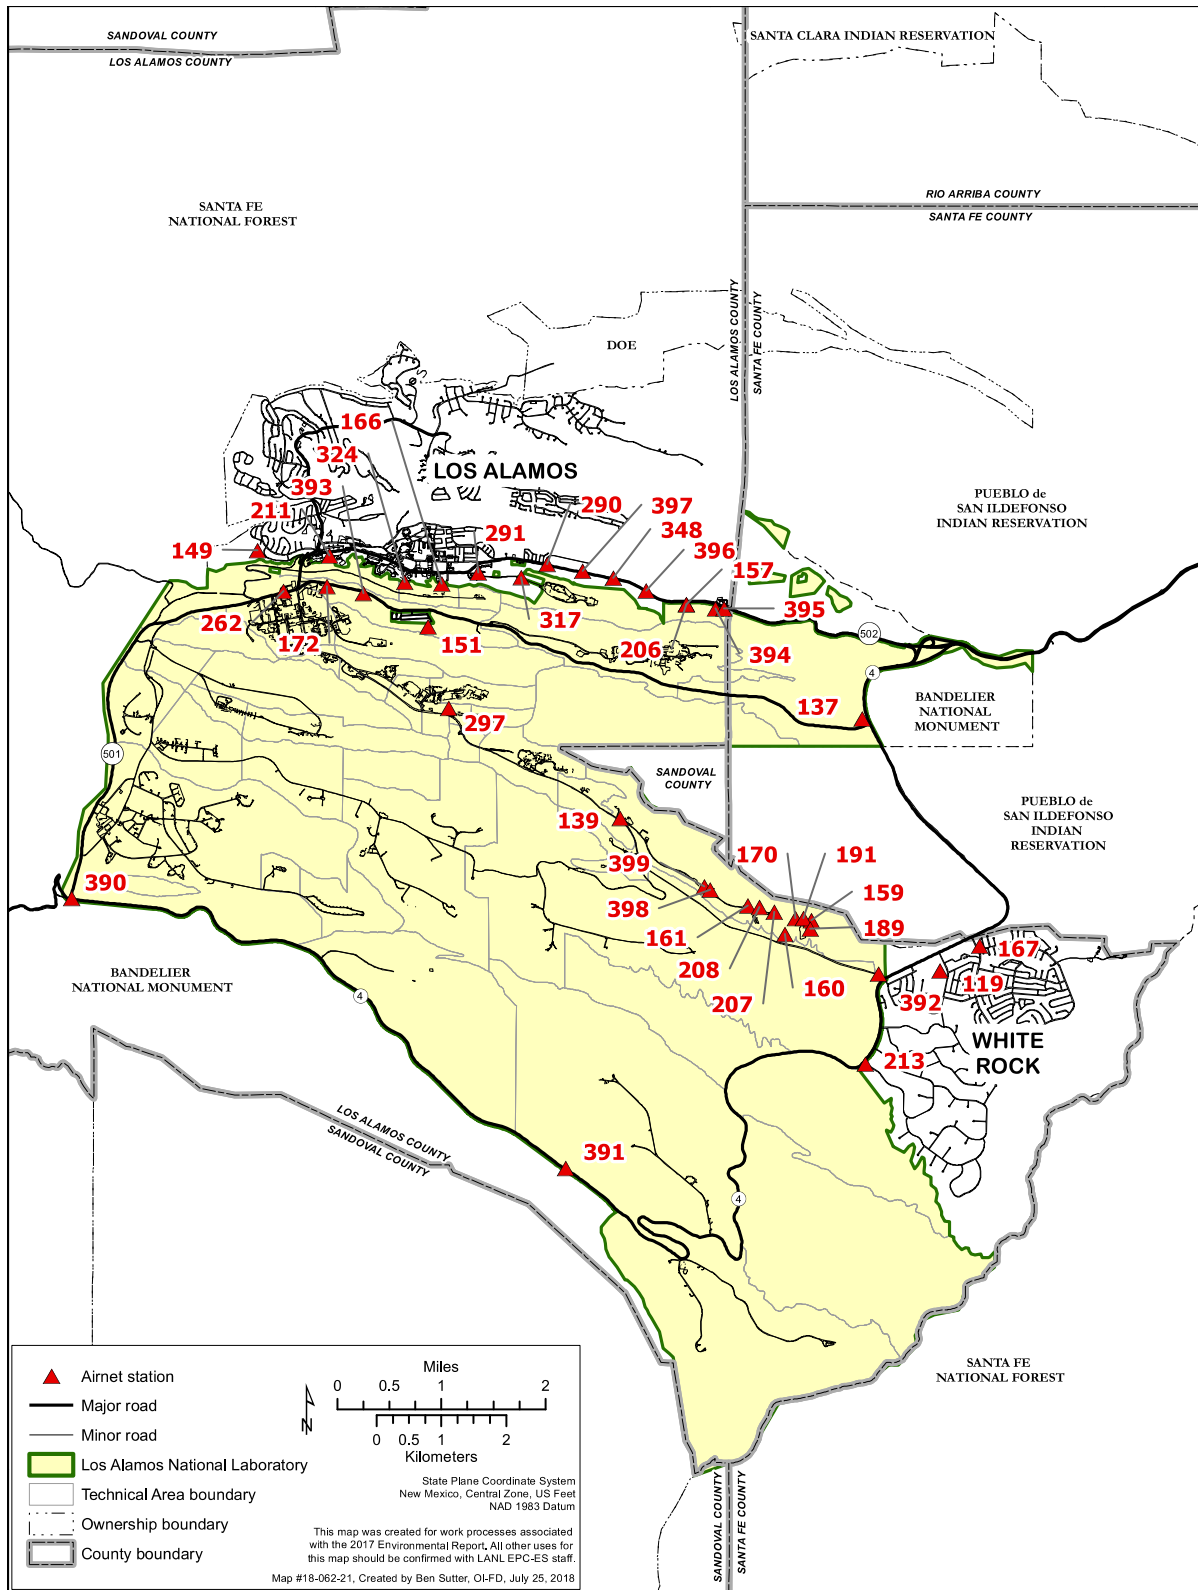 SANDOVAL COUNTY
LOS ALAMOS COUNTY
SANTA CLARA INDIAN RESERVATION
RIO ARRIBA COUNTY
SANTA FE COUNTY
SANTA FE
NATIONAL FOREST
LOS ALAMOS COUNTY
SANTA FE COUNTY
DOE
166
324
393
211
149
LOS ALAMOS
291
290
397
348
396
157
395
PUEBLO de
SAN ILDEFONSO
INDIAN RESERVATION
262
172
151
317
206
394
502
4
137
BANDELIER
NATIONAL
MONUMENT
297
501
SANDOVAL
COUNTY
139
399
398
170
191
159
189
161
208
207
160
PUEBLO de
SAN ILDEFONSO
INDIAN
RESERVATION
390
167
119
392
BANDELIER
NATIONAL MONUMENT
4
WHITE
ROCK
213
LOS ALAMOS COUNTY
SANDOVAL COUNTY
391
4
SANTA FE
NATIONAL FOREST
SANDOVAL COUNTY
SANTA FE COUNTY
Airnet station
Major road
Minor road
Los Alamos National Laboratory
Technical Area boundary
Ownership boundary
County boundary
N
Miles
0 0.5 1 2
0 0.5 1 2
Kilometers
State Plane Coordinate System
New Mexico, Central Zone, US Feet
NAD 1983 Datum
This map was created for work processes associated
with the 2017 Environmental Report. All other uses for
this map should be confirmed with LANL EPC-ES staff.
Map #18-062-21, Created by Ben Sutter, OI-FD, July 25, 2018